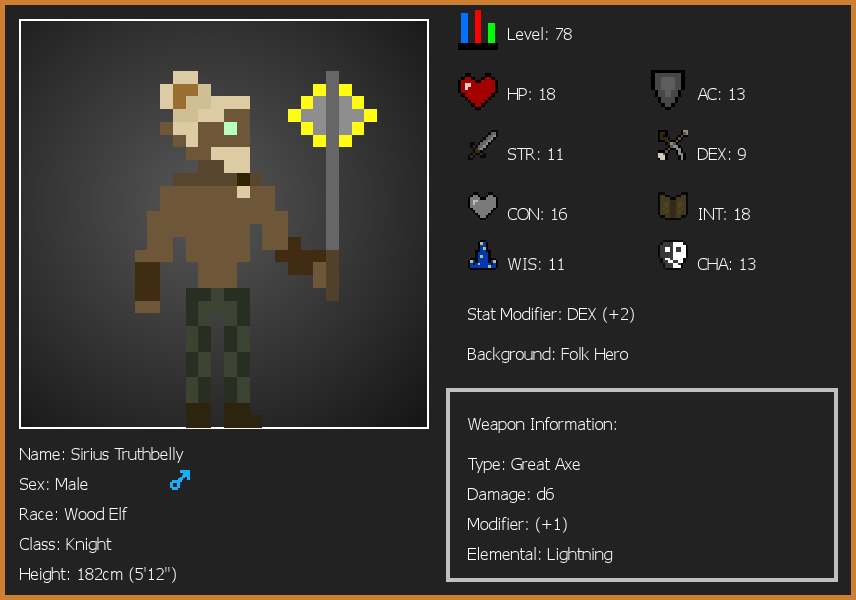 Level: 78
HP: 18
AC: 13
STR: 11
DEX: 9
CON: 16
INT: 18
WIS: 11
CHA: 13
Stat Modifier: DEX (+2)
Background: Folk Hero
Weapon Information:
Type: Great Axe
Damage: d6
Modifier: (+1)
Elemental: Lightning
Name: Sirius Truthbelly
Sex: Male
Race: Wood Elf
Class: Knight
Height: 182cm (5'12")